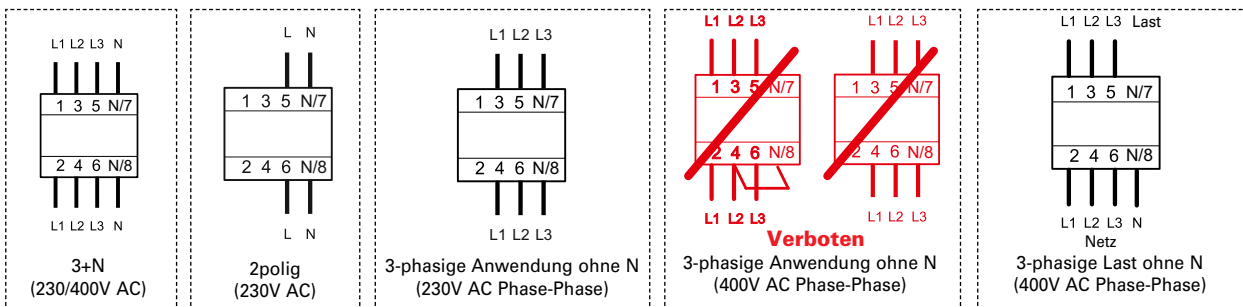 L1 L2 L3 N
1 3 5 N/7
2 4 6 N/8
L1 L2 L3 N
3+N
(230/400V AC)
L N
1 3 5 N/7
2 4 6 N/8
L N
2polig
(230V AC)
L1 L2 L3
1 3 5 N/7
2 4 6 N/8
L1 L2 L3
3-phasige Anwendung ohne N
(230V AC Phase-Phase)
L1 L2 L3
1 3 5 N/7
2 4 6 N/8
L1 L2 L3
L1 L2 L3
1 3 5 N/7
2 4 6 N/8
L1 L2 L3
Verboten
3-phasige Anwendung ohne N
(400V AC Phase-Phase)
L1 L2 L3 Last
1 3 5 N/7
2 4 6 N/8
L1 L2 L3 N
Netz
3-phasige Last ohne N
(400V AC Phase-Phase)